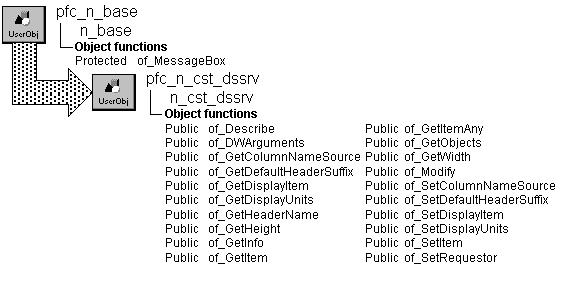 pfc_n_base
UserObj
n_base
Object functions
Protected of_MessageBox
pfc_n_cst_dssrv
UserObj
n_cst_dssrv
Object functions
Public of_Describe Public of_GetItemAny
Public of_DWArguments Public of_GetObjects
Public of_GetColumnNameSource Public of_GetWidth
Public of_GetDefaultHeaderSuffix Public of_Modify
Public of_GetDisplayItem Public of_SetColumnNameSource
Public of_GetDisplayUnits Public of_SetDefaultHeaderSuffix
Public of_GetHeaderName Public of_SetDisplayItem
Public of_GetHeight Public of_SetDisplayUnits
Public of_GetInfo Public of_SetItem
Public of_GetItem Public of_SetRequestor